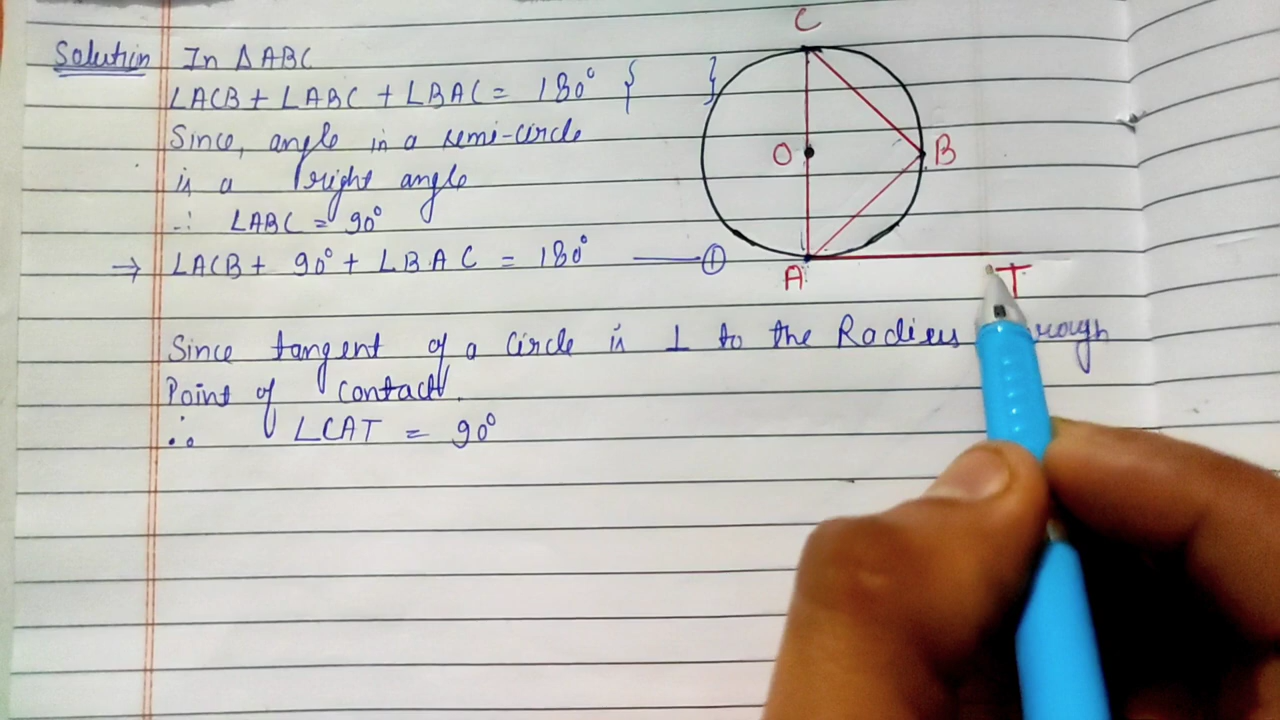 Solution In ΔABC
∠ACB + ∠ABC + ∠BAC = 180° { }
Since, angle in a semi-circle
is a right angle
∴ ∠ABC = 90°
⇒ ∠ACB + 90° + ∠BAC = 180° —— ①
Since tangent of a circle is ⊥ to the Radius
Point of contact.
∴ ∠CAT = 90°
C
O
B
A
T